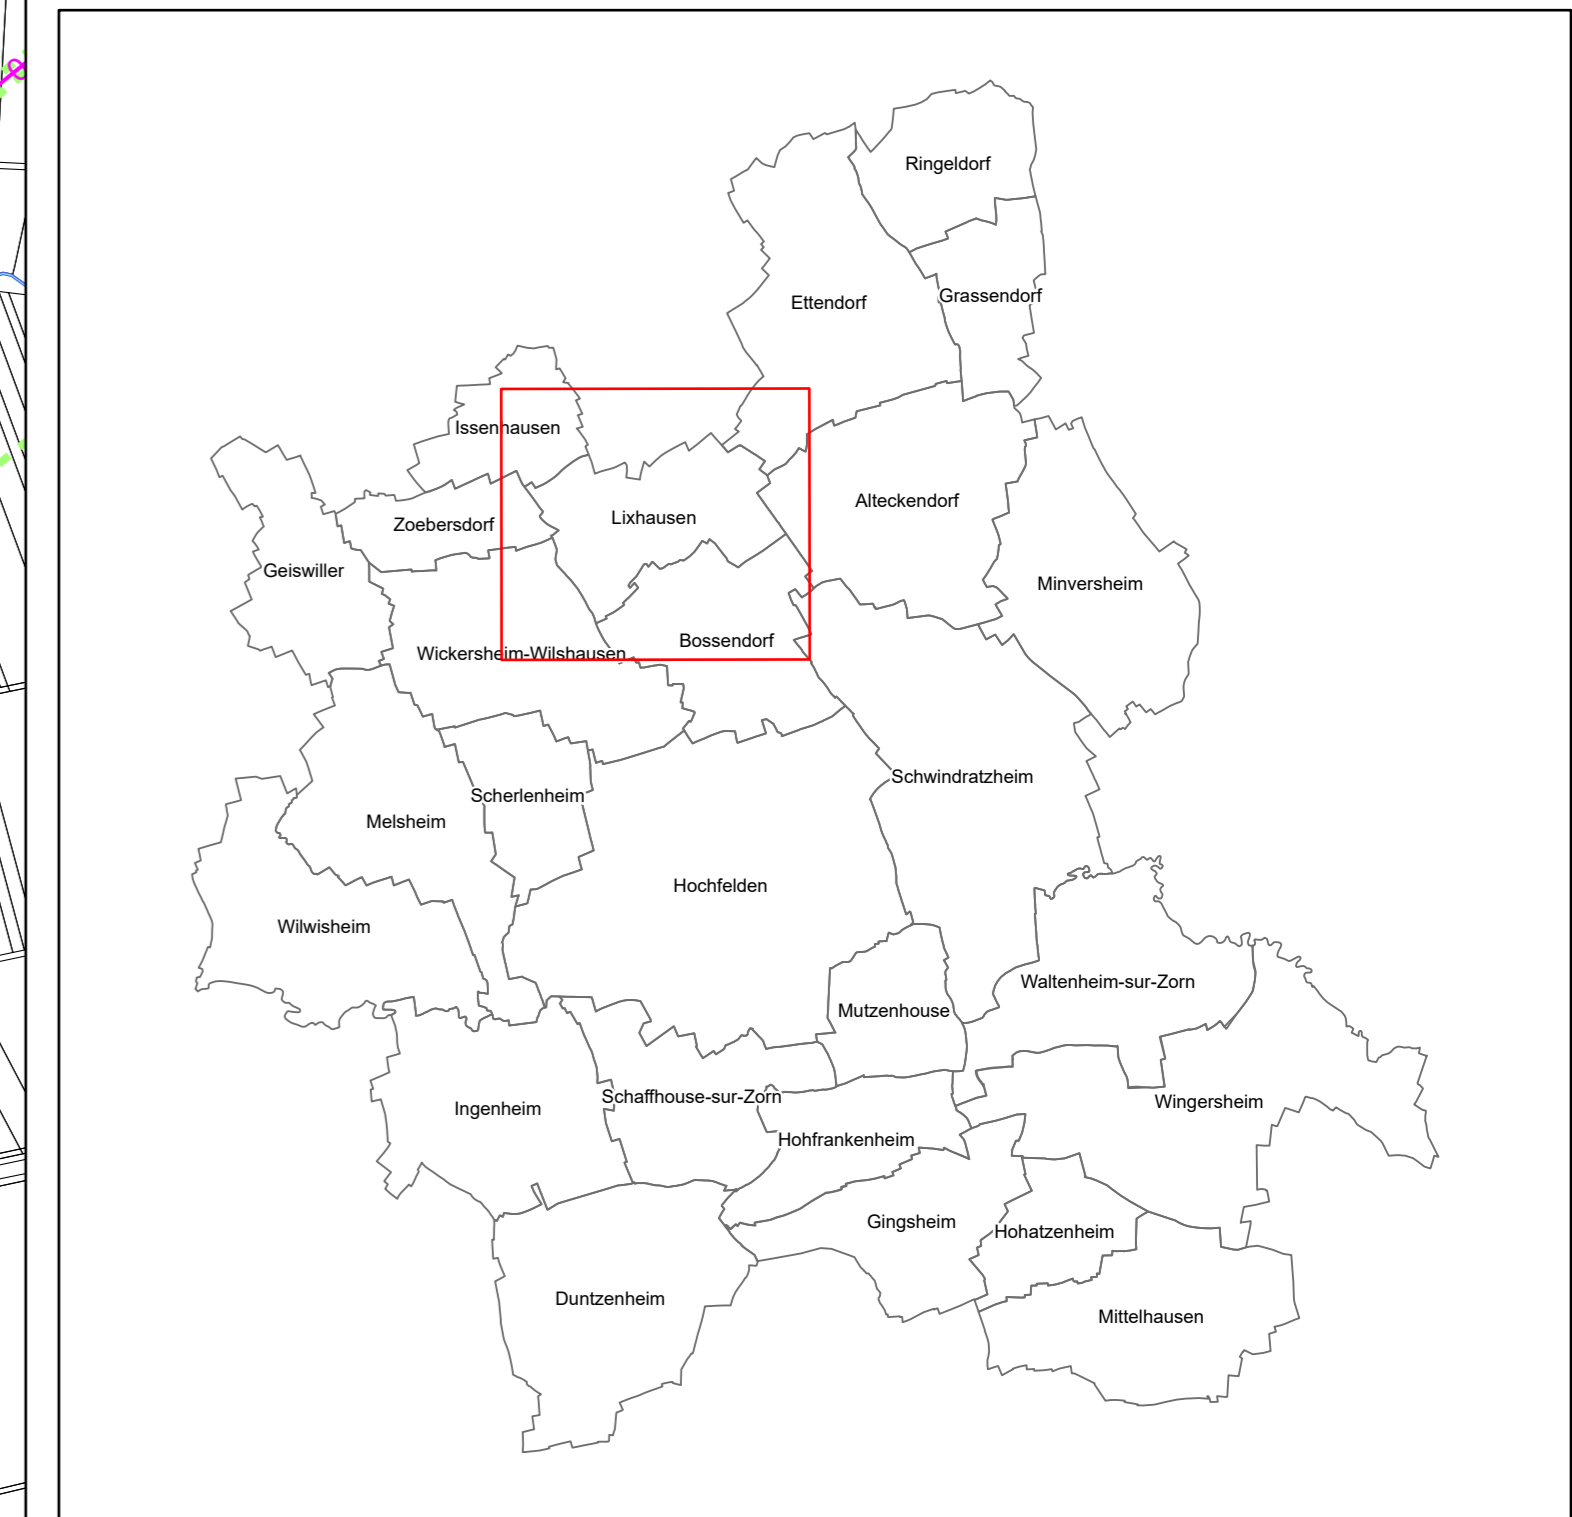 Ringeldorf
Grassendorf
Ettendorf
Issenhausen
Alteckendorf
Lixhausen
Zoebersdorf
Geiswiller
Minversheim
Bossendorf
Wickersheim-Wilshausen
Schwindratzheim
Scherlenheim
Melsheim
Hochfelden
Wilwisheim
Waltenheim-sur-Zorn
Mutzenhouse
Schaffhouse-sur-Zorn
Wingersheim
Ingenheim
Hohfrankenheim
Gingsheim
Hohatzenheim
Duntzenheim
Mittelhausen